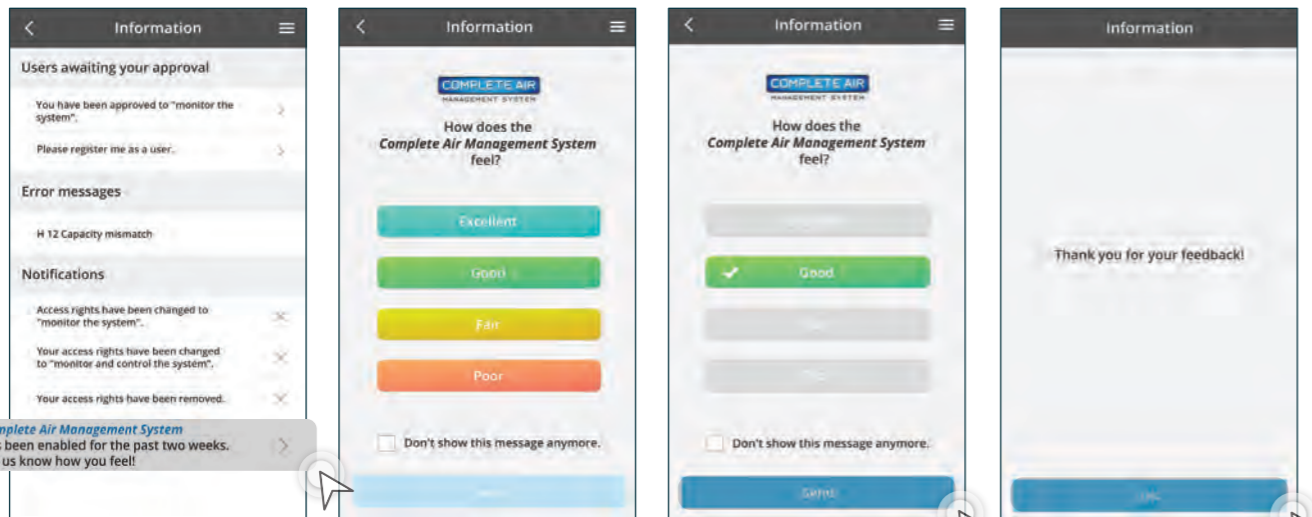 Information
Users awaiting your approval
You have been approved to "monitor the
system".
Please register me as a user.
Error messages
H 12 Capacity mismatch
Notifications
Access rights have been changed to
"monitor the system".
Your access rights have been changed
to "monitor and control the system".
Your access rights have been removed.
mplete Air Management System
s been enabled for the past two weeks.
us know how you feel!
Information
COMPLETE AIR
MANAGEMENT SYSTEM
How does the
Complete Air Management System
feel?
Excellent
Good
Fair
Poor
Don't show this message anymore.
Information
COMPLETE AIR
MANAGEMENT SYSTEM
How does the
Complete Air Management System
feel?
Good
Don't show this message anymore.
Send
Information
Thank you for your feedback!